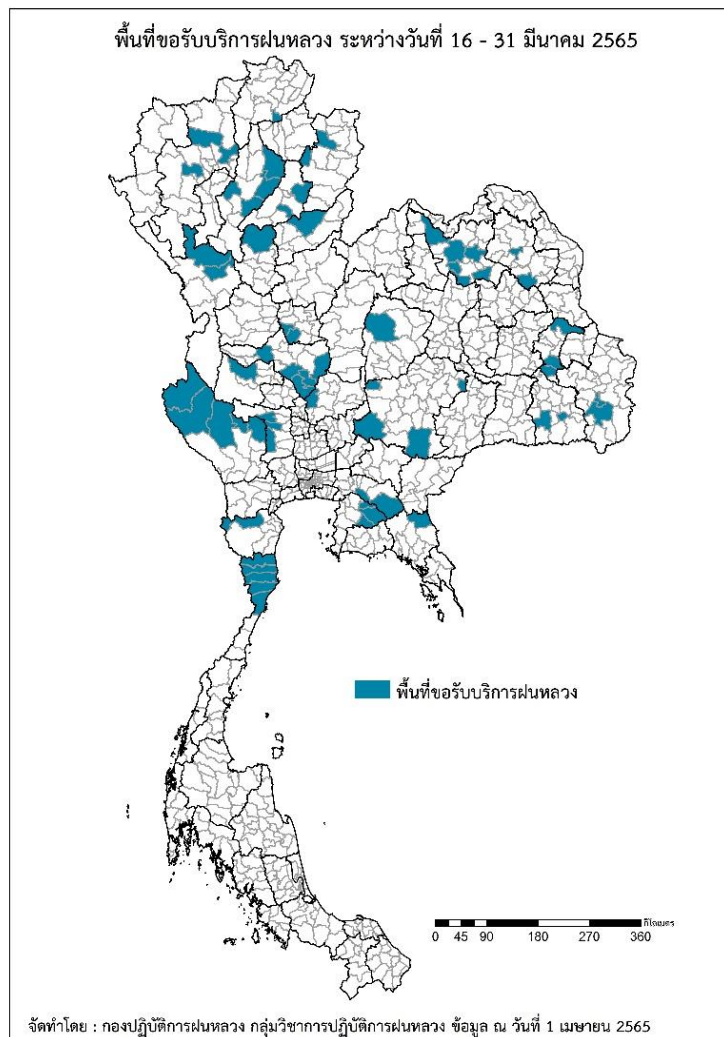 พื้นที่ขอรับบริการฝนหลวง ระหว่างวันที่ 16 - 31 มีนาคม 2565
พื้นที่ขอรับบริการฝนหลวง
กิโลเมตร
0 45 90 180 270 360
จัดทำโดย : กองปฏิบัติการฝนหลวง กลุ่มวิชาการปฏิบัติการฝนหลวง ข้อมูล ณ วันที่ 1 เมษายน 2565